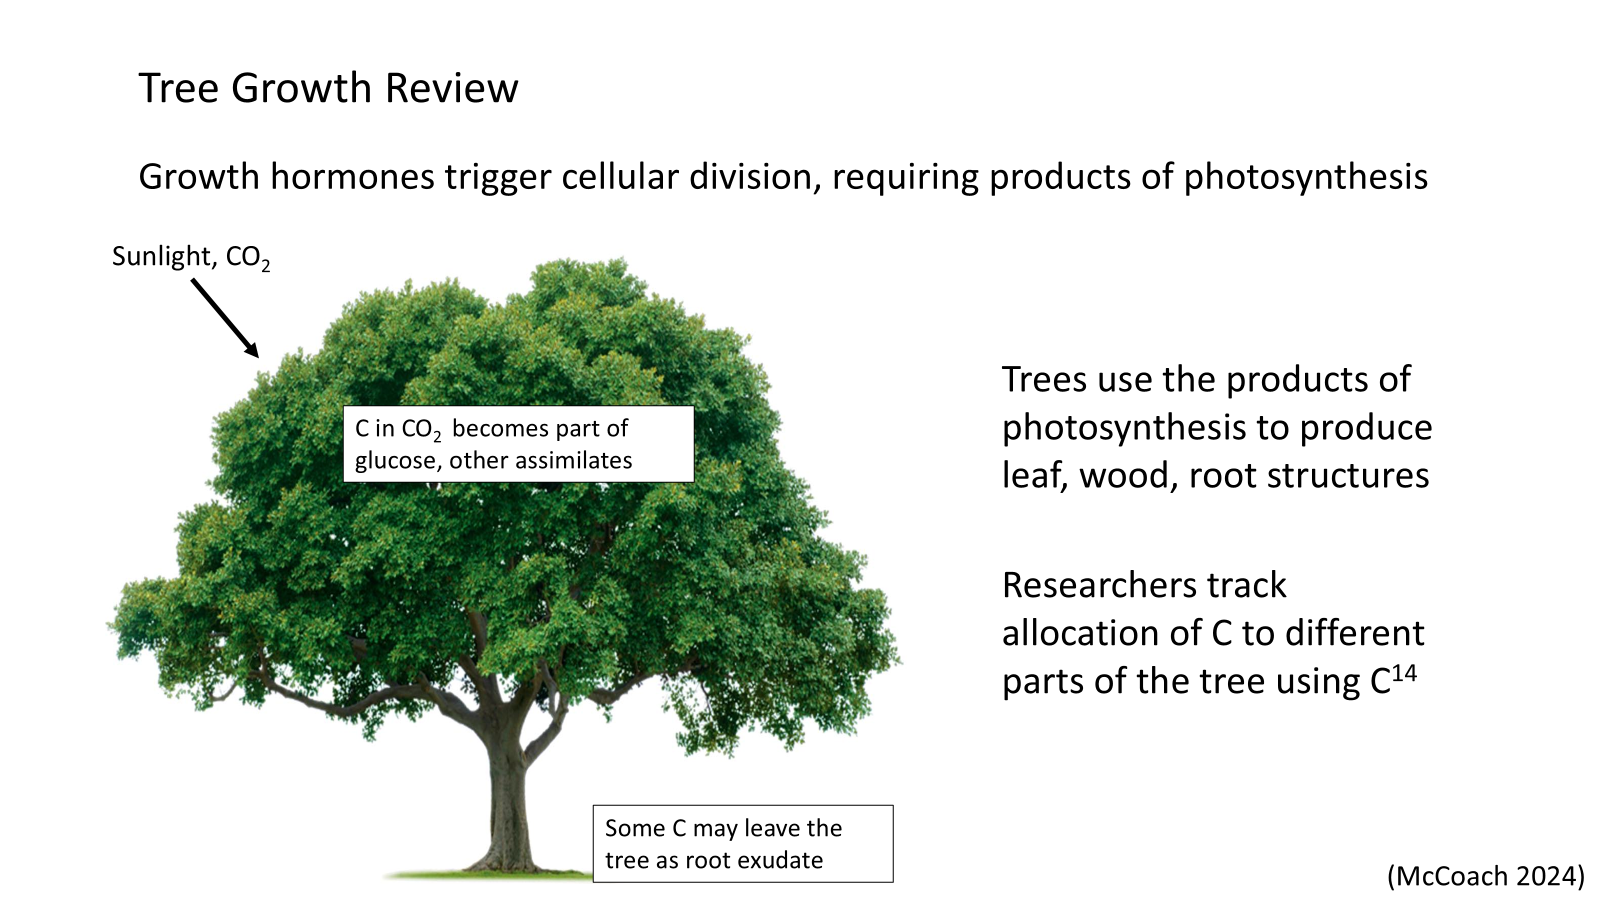 Tree Growth Review
Growth hormones trigger cellular division, requiring products of photosynthesis
Sunlight, CO₂
C in CO₂ becomes part of
glucose, other assimilates
Some C may leave the
tree as root exudate
Trees use the products of
photosynthesis to produce
leaf, wood, root structures
Researchers track
allocation of C to different
parts of the tree using C¹⁴
(McCoach 2024)